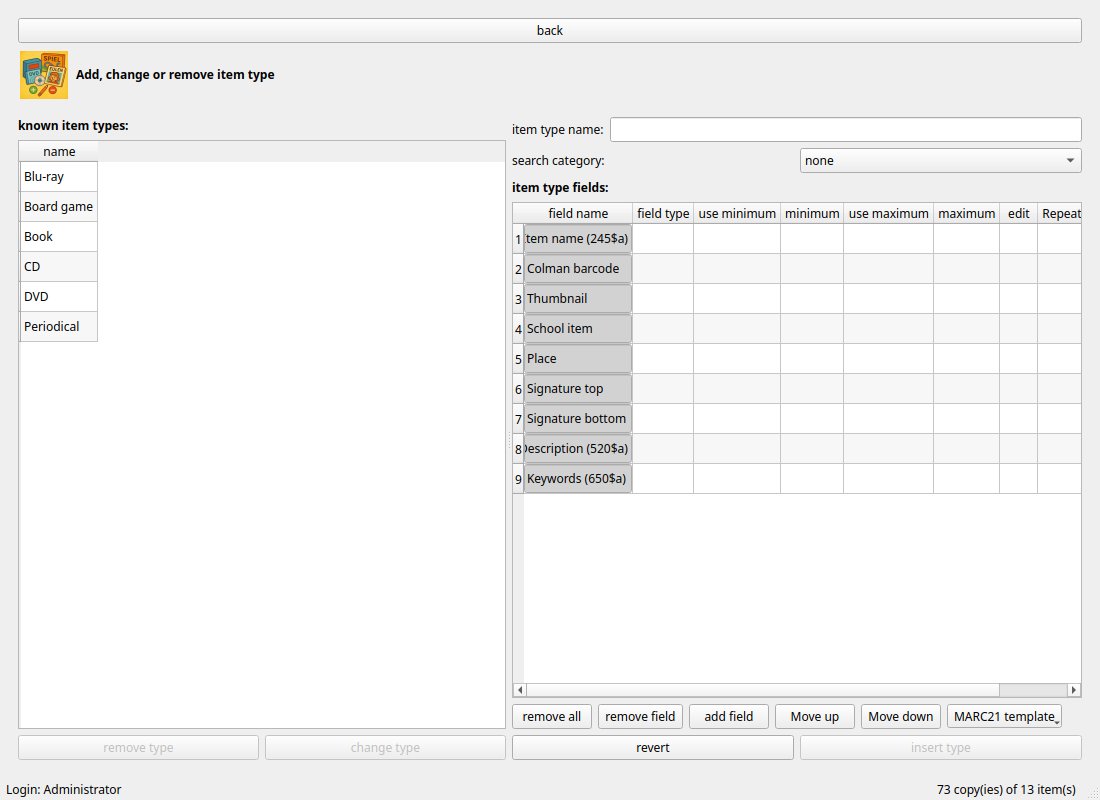 back
Add, change or remove item type
known item types:
name
Blu-ray
Board game
Book
CD
DVD
Periodical
remove type
change type
item type name:
search category:
none
item type fields:
field name field type use minimum minimum use maximum maximum edit Repeat
1 tem name (245$a)
2 Colman barcode
3 Thumbnail
4 School item
5 Place
6 Signature top
7 Signature bottom
8 Description (520$a)
9 Keywords (650$a)
remove all remove field add field Move up Move down MARC21 template
revert
insert type
Login: Administrator
73 copy(ies) of 13 item(s)